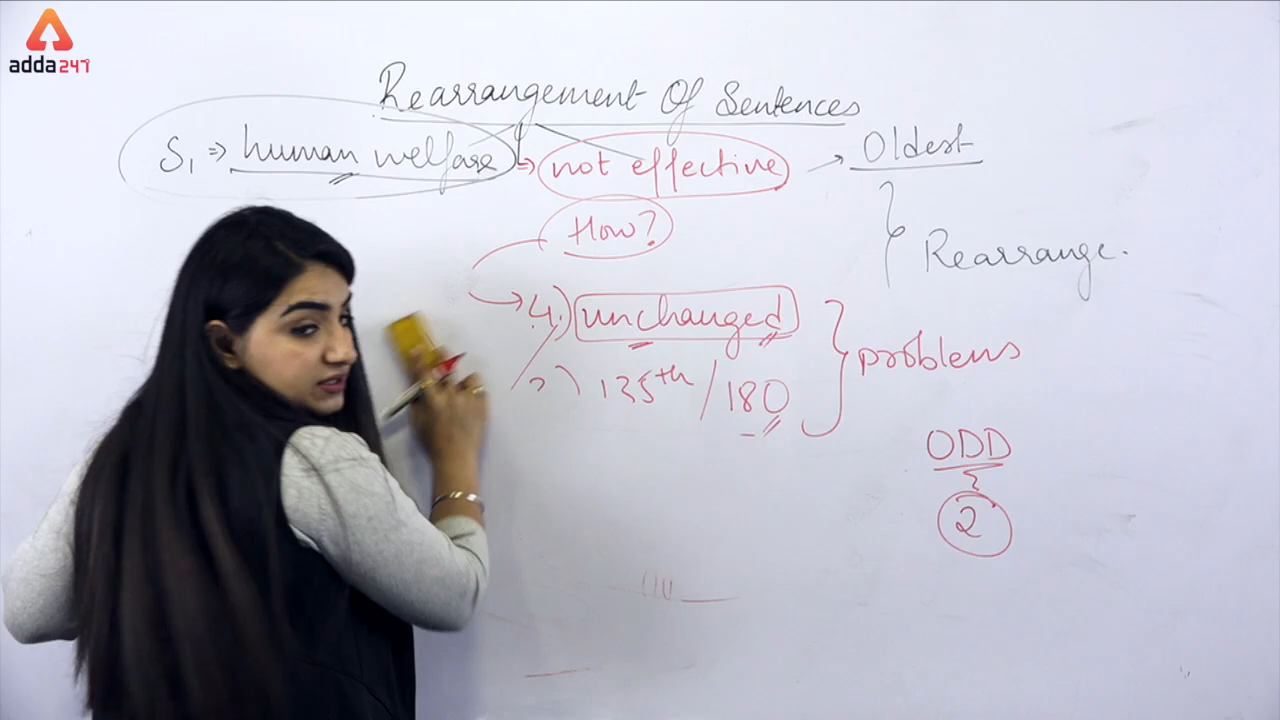 adda247
Rearrangement Of Sentences
S1 ⇒ human welfare ⇒ not effective → Oldest
How?
Rearrange.
4.) unchanged
problems
2) 135th / 180
ODD
2